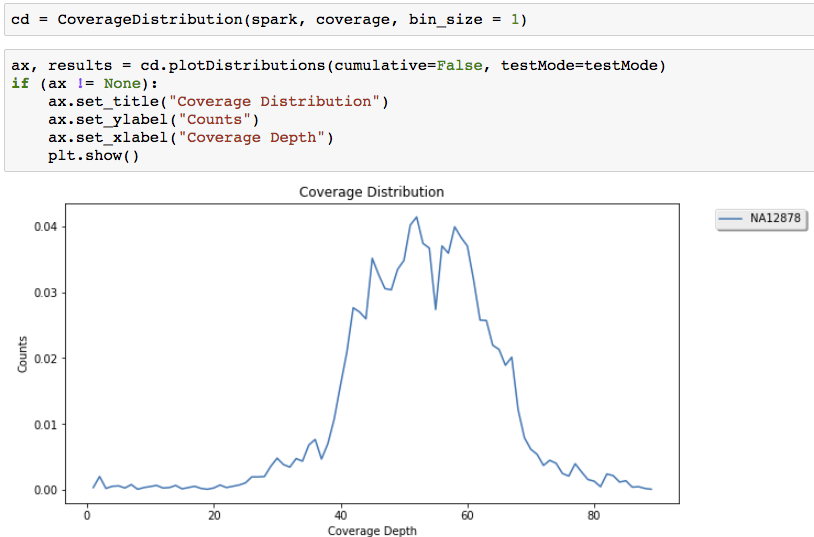 cd = CoverageDistribution(spark, coverage, bin_size = 1)
ax, results = cd.plotDistributions(cumulative=False, testMode=testMode)
if (ax != None):
    ax.set_title("Coverage Distribution")
    ax.set_ylabel("Counts")
    ax.set_xlabel("Coverage Depth")
    plt.show()
Coverage Distribution
NA12878
0.04
0.03
0.02
0.01
0.00
Counts
0 20 40 60 80
Coverage Depth